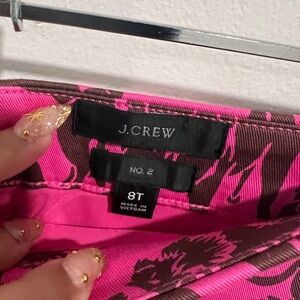 J.CREW
NO. 2
8T
MADE IN
VIETNAM